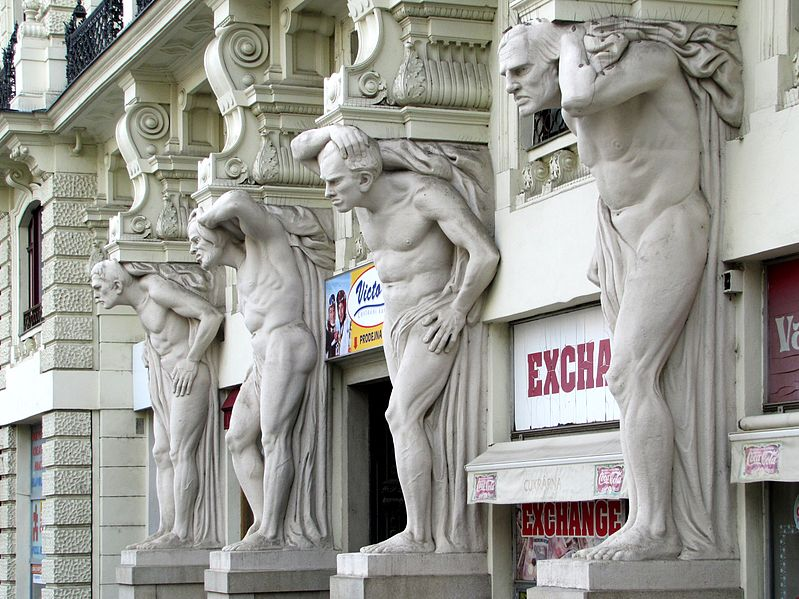 Victo
PRODEJNA
EXCHA
CUKRÁRNA
Coca-Cola
Coca-Cola
EXCHANGE
Va
Coca-Cola